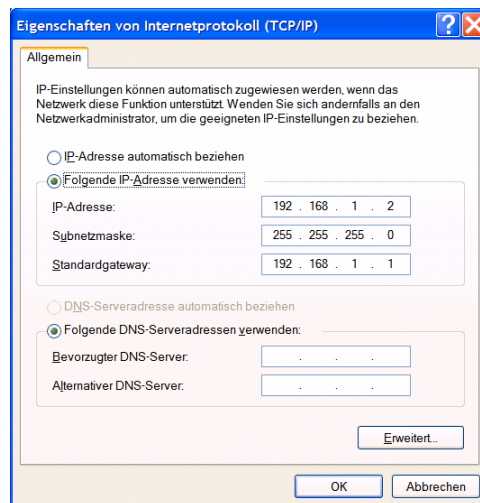 Eigenschaften von Internetprotokoll (TCP/IP)
Allgemein
IP-Einstellungen können automatisch zugewiesen werden, wenn das
Netzwerk diese Funktion unterstützt. Wenden Sie sich andernfalls an den
Netzwerkadministrator, um die geeigneten IP-Einstellungen zu beziehen.
IP-Adresse automatisch beziehen
Folgende IP-Adresse verwenden:
IP-Adresse: 192 . 168 . 1 . 2
Subnetzmaske: 255 . 255 . 255 . 0
Standardgateway: 192 . 168 . 1 . 1
DNS-Serveradresse automatisch beziehen
Folgende DNS-Serveradressen verwenden:
Bevorzugter DNS-Server: . . .
Alternativer DNS-Server: . . .
Erweitert...
OK Abbrechen